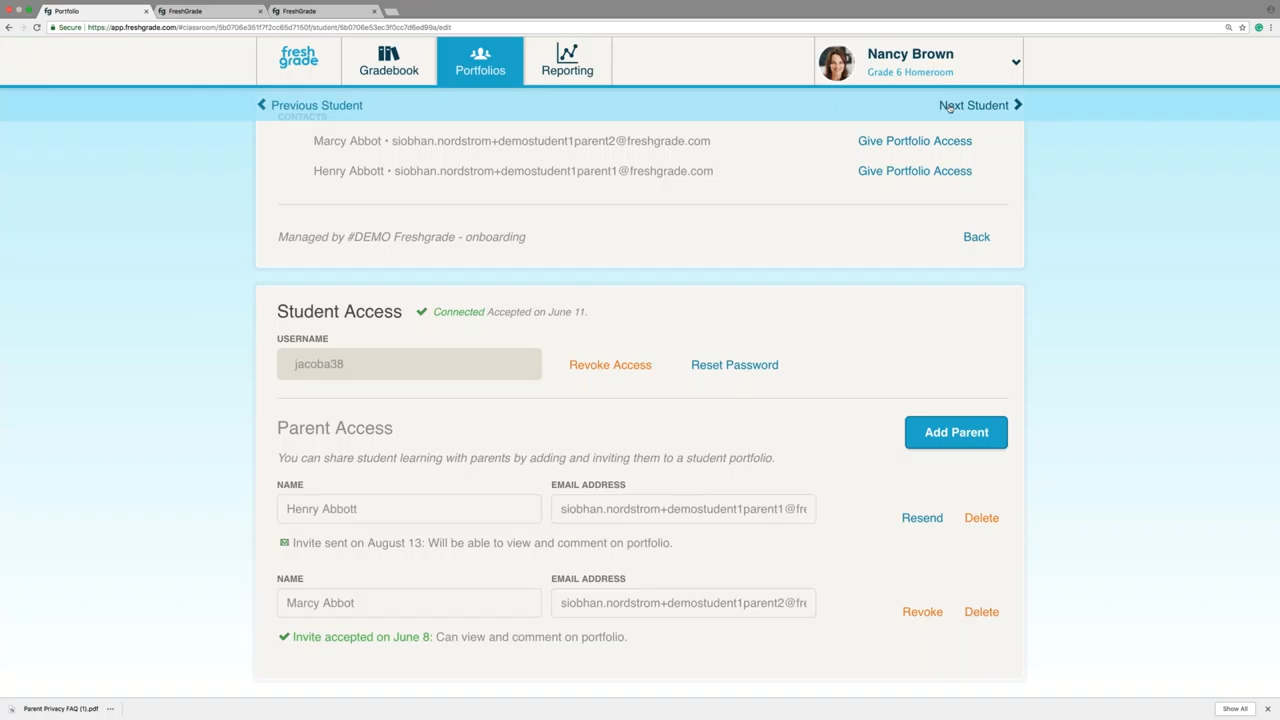 Portfolio
FreshGrade
FreshGrade
Secure https://app.freshgrade.com/#classroom/5b0706e351f7f2cc65d7150f/student/5b0706e53ec3f0cc7d6ed99a/edit
fresh grade
Gradebook
Portfolios
Reporting
Nancy Brown
Grade 6 Homeroom
Previous Student
Next Student
CONTACTS
Marcy Abbot • siobhan.nordstrom+demostudent1parent2@freshgrade.com Give Portfolio Access
Henry Abbott • siobhan.nordstrom+demostudent1parent1@freshgrade.com Give Portfolio Access
Managed by #DEMO Freshgrade - onboarding Back
Student Access Connected Accepted on June 11.
USERNAME
jacoba38 Revoke Access Reset Password
Parent Access Add Parent
You can share student learning with parents by adding and inviting them to a student portfolio.
NAME EMAIL ADDRESS
Henry Abbott siobhan.nordstrom+demostudent1parent1@fre Resend Delete
Invite sent on August 13: Will be able to view and comment on portfolio.
NAME EMAIL ADDRESS
Marcy Abbot siobhan.nordstrom+demostudent1parent2@fre Revoke Delete
Invite accepted on June 8: Can view and comment on portfolio.
Parent Privacy FAQ (1).pdf Show All